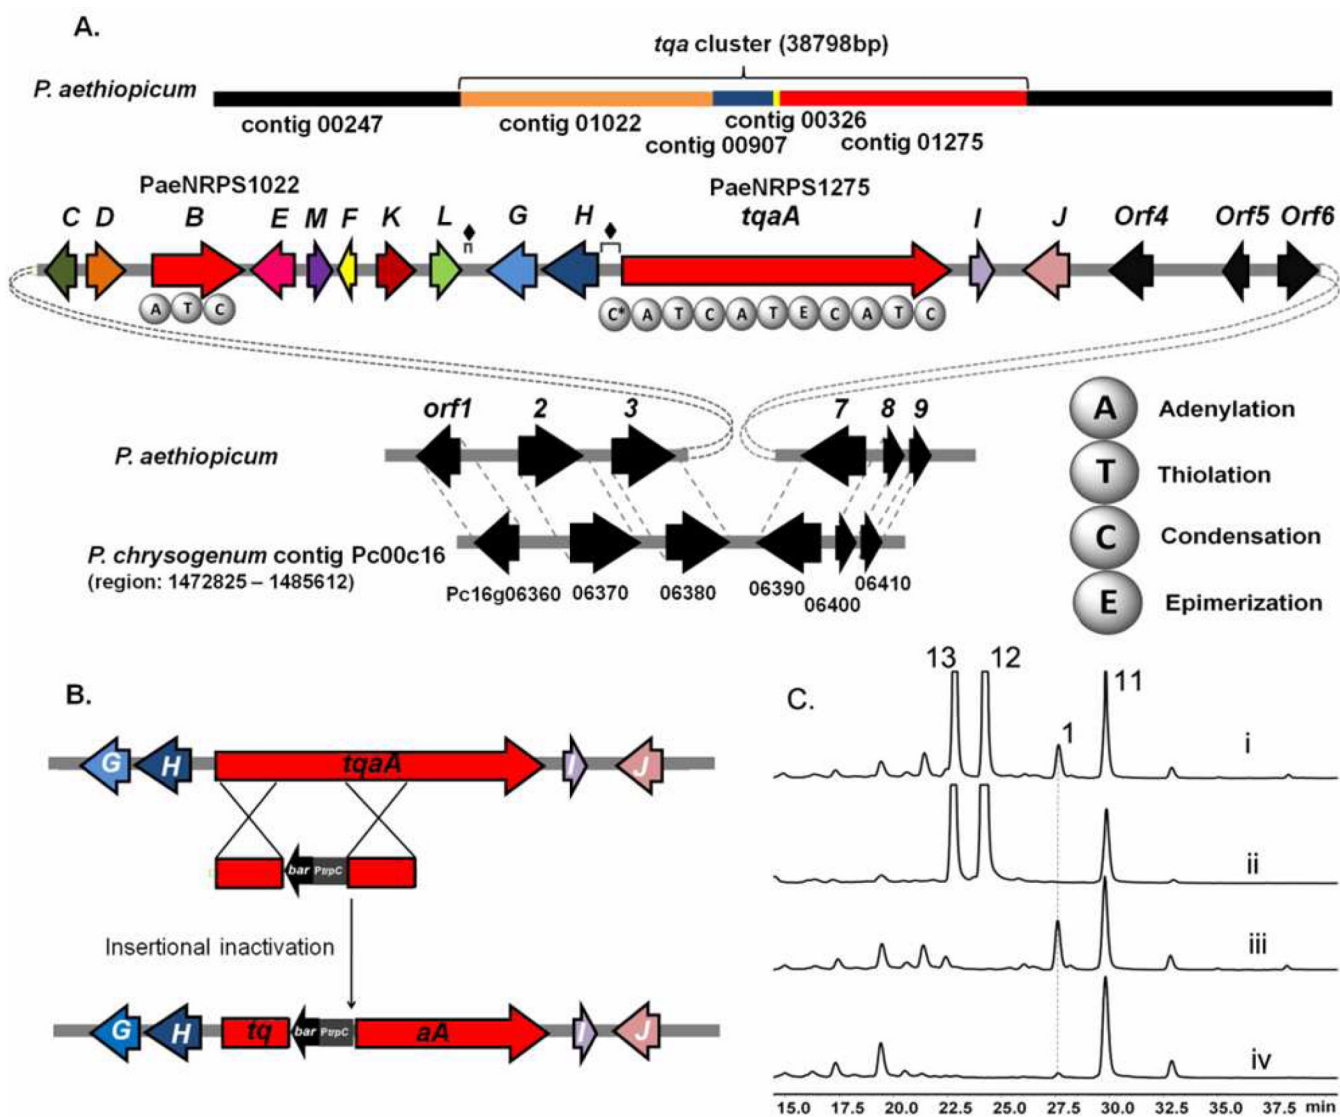 A.
tqa cluster (38798bp)
P. aethiopicum
contig 00247
contig 01022
contig 00326
contig 00907
contig 01275
PaeNRPS1022
PaeNRPS1275
C D B E M F K L G H tqaA I J Orf4 Orf5 Orf6
A T C
C* A T C A T E C A T C
orf1 2 3 7 8 9
P. aethiopicum
P. chrysogenum contig Pc00c16
(region: 1472825 – 1485612)
Pc16g06360 06370 06380 06390 06400 06410
A Adenylation
T Thiolation
C Condensation
E Epimerization
B.
G H tqaA I J
bar PtrpC
Insertional inactivation
G H tq bar PtrpC aA I J
C.
13 12 1 11
i
ii
iii
iv
15.0 17.5 20.0 22.5 25.0 27.5 30.0 32.5 35.0 37.5 min